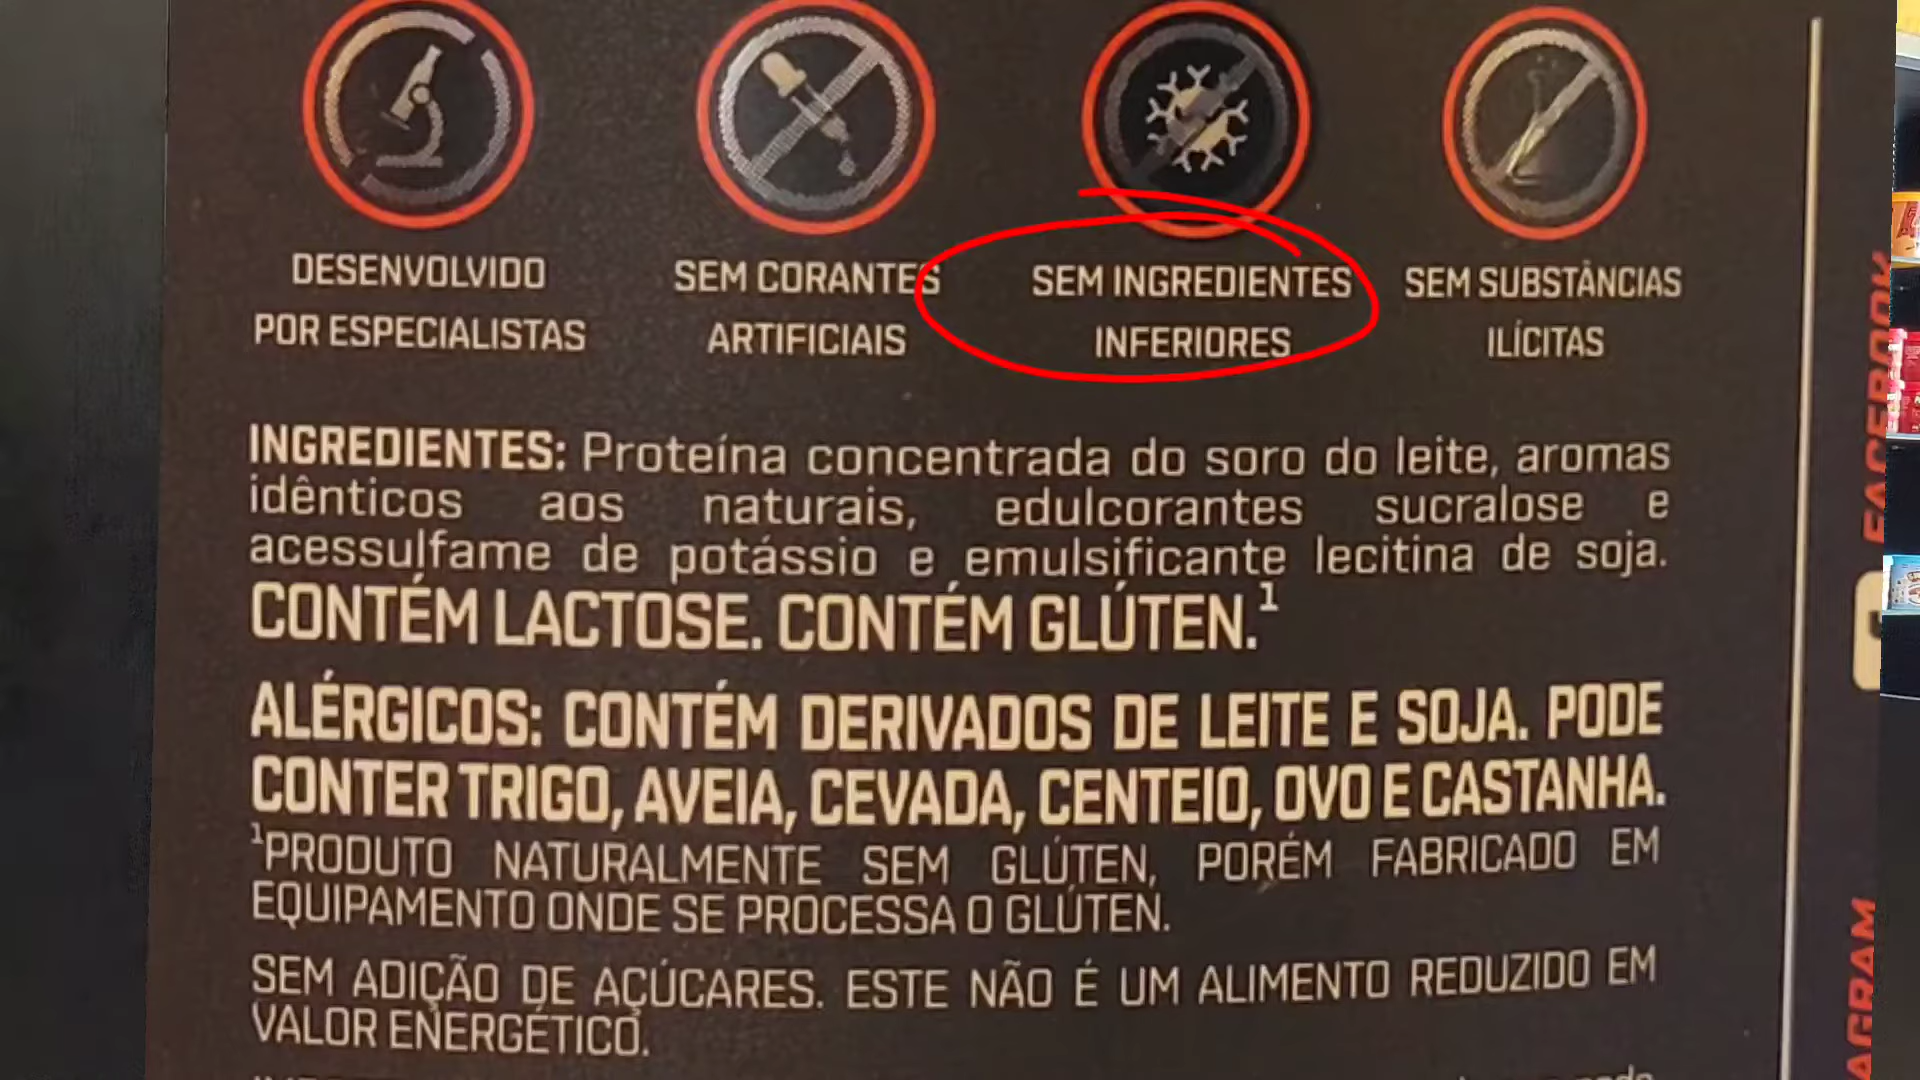 DESENVOLVIDO
POR ESPECIALISTAS
SEM CORANTES
ARTIFICIAIS
SEM INGREDIENTES
INFERIORES
SEM SUBSTÂNCIAS
ILÍCITAS
INGREDIENTES: Proteína concentrada do soro do leite, aromas
idênticos aos naturais, edulcorantes sucralose e
acessulfame de potássio e emulsificante lecitina de soja.
CONTÉM LACTOSE. CONTÉM GLÚTEN.¹
ALÉRGICOS: CONTÉM DERIVADOS DE LEITE E SOJA. PODE
CONTER TRIGO, AVEIA, CEVADA, CENTEIO, OVO E CASTANHA.
¹PRODUTO NATURALMENTE SEM GLÚTEN, PORÉM FABRICADO EM
EQUIPAMENTO ONDE SE PROCESSA O GLÚTEN.
SEM ADIÇÃO DE AÇÚCARES. ESTE NÃO É UM ALIMENTO REDUZIDO EM
VALOR ENERGÉTICO.
FACEBOOK
AGRAM